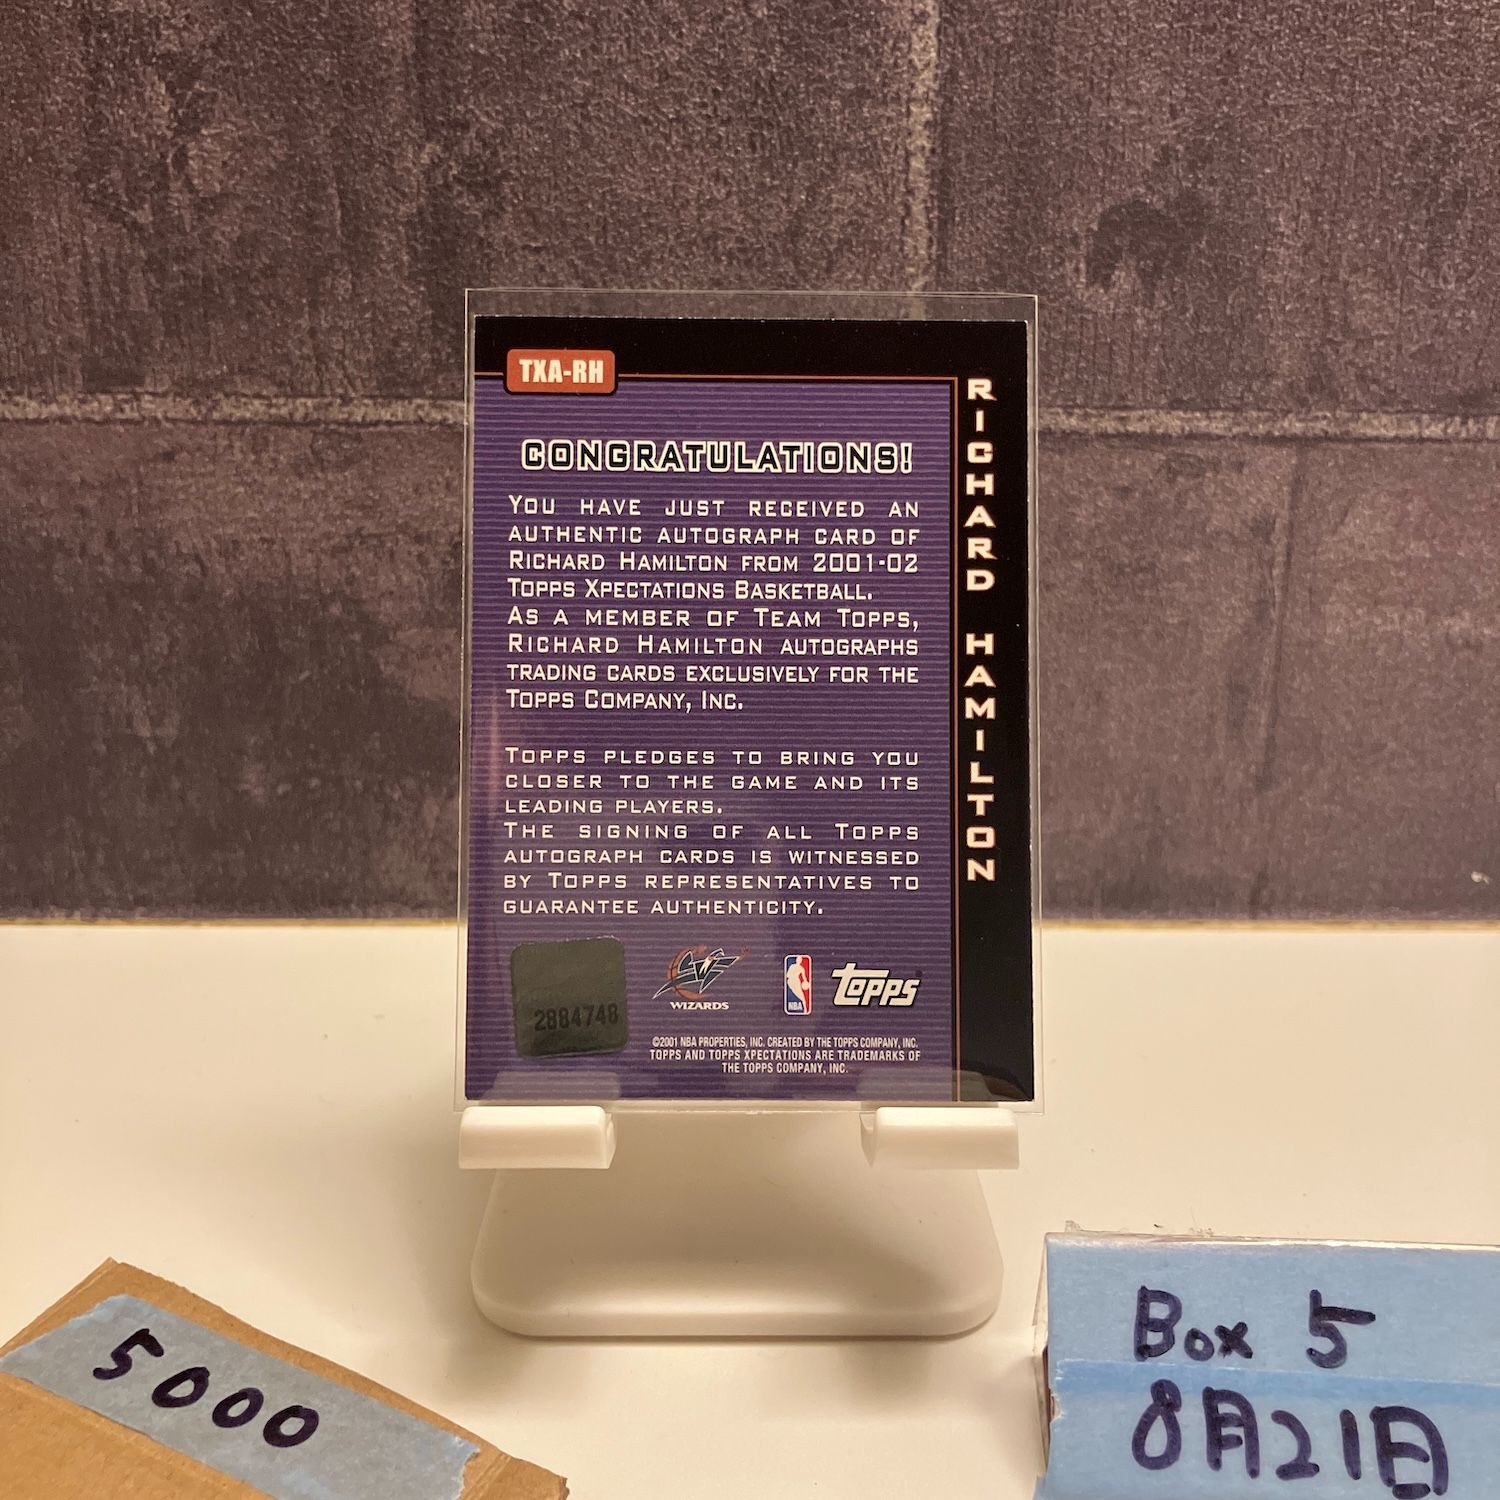 TXA-RH
RICHARD HAMILTON
CONGRATULATIONS!
YOU HAVE JUST RECEIVED AN
AUTHENTIC AUTOGRAPH CARD OF
RICHARD HAMILTON FROM 2001-02
TOPPS XPECTATIONS BASKETBALL.
AS A MEMBER OF TEAM TOPPS,
RICHARD HAMILTON AUTOGRAPHS
TRADING CARDS EXCLUSIVELY FOR THE
TOPPS COMPANY, INC.
TOPPS PLEDGES TO BRING YOU
CLOSER TO THE GAME AND ITS
LEADING PLAYERS.
THE SIGNING OF ALL TOPPS
AUTOGRAPH CARDS IS WITNESSED
BY TOPPS REPRESENTATIVES TO
GUARANTEE AUTHENTICITY.
2884748
WIZARDS
NBA
TOPPS
©2001 NBA PROPERTIES, INC. CREATED BY THE TOPPS COMPANY, INC.
TOPPS AND TOPPS XPECTATIONS ARE TRADEMARKS OF
THE TOPPS COMPANY, INC.
5000
Box 5
8月21日